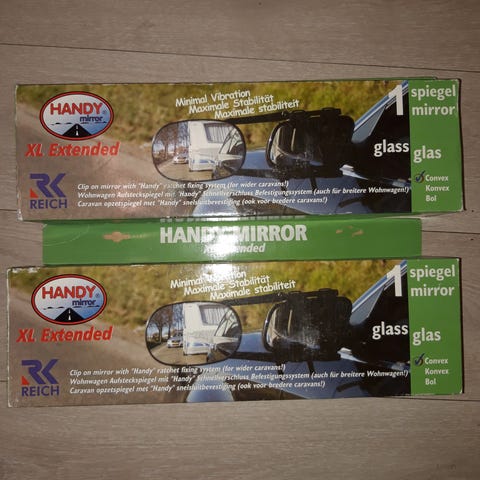 HANDY
mirror
XL Extended
RK
REICH
Minimal Vibration
Maximale Stabilität
Maximale stabiliteit
1 spiegel
mirror
glass
glas
Convex
Konvex
Bol
Clip on mirror with "Handy" ratchet fixing system (for wider caravans!)
Wohnwagen Aufsteckspiegel mit "Handy" Schnellverschluss Befestigungssystem (auch für breitere Wohnwagen!)
Caravan opzetspiegel met "Handy" snelsluitbevestiging (ook voor bredere caravans!)
HANDY MIRROR
XL Extended
HANDY
mirror
XL Extended
RK
REICH
Minimal Vibration
Maximale Stabilität
Maximale stabiliteit
1 spiegel
mirror
glass
glas
Convex
Konvex
Bol
Clip on mirror with "Handy" ratchet fixing system (for wider caravans!)
Wohnwagen Aufsteckspiegel mit "Handy" Schnellverschluss Befestigungssystem (auch für breitere Wohnwagen!)
Caravan opzetspiegel met "Handy" snelsluitbevestiging (ook voor bredere caravans!)